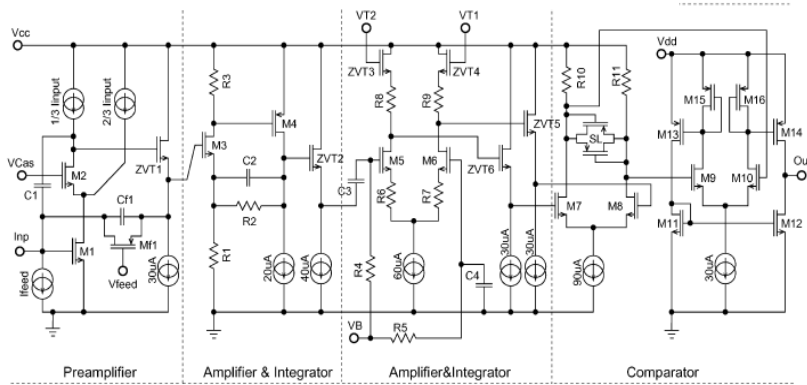 VT2
VT1
Vcc
Vdd
1/3 Iinput
2/3 Iinput
R3
ZVT3
ZVT4
R10
R11
M15
M16
R8
R9
M4
M13
M14
ZVT5
SL
VCas
M2
ZVT1
M3
ZVT2
M5
M6
ZVT6
Out
C1
C2
C3
M9
M10
Cf1
R2
R6
R7
M7
M8
Inp
M1
Mf1
M11
M12
Ifeed
Vfeed
30uA
R1
20uA
40uA
R4
60uA
C4
30uA
30uA
90uA
30uA
VB
R5
Preamplifier
Amplifier & Integrator
Amplifier&Integrator
Comparator